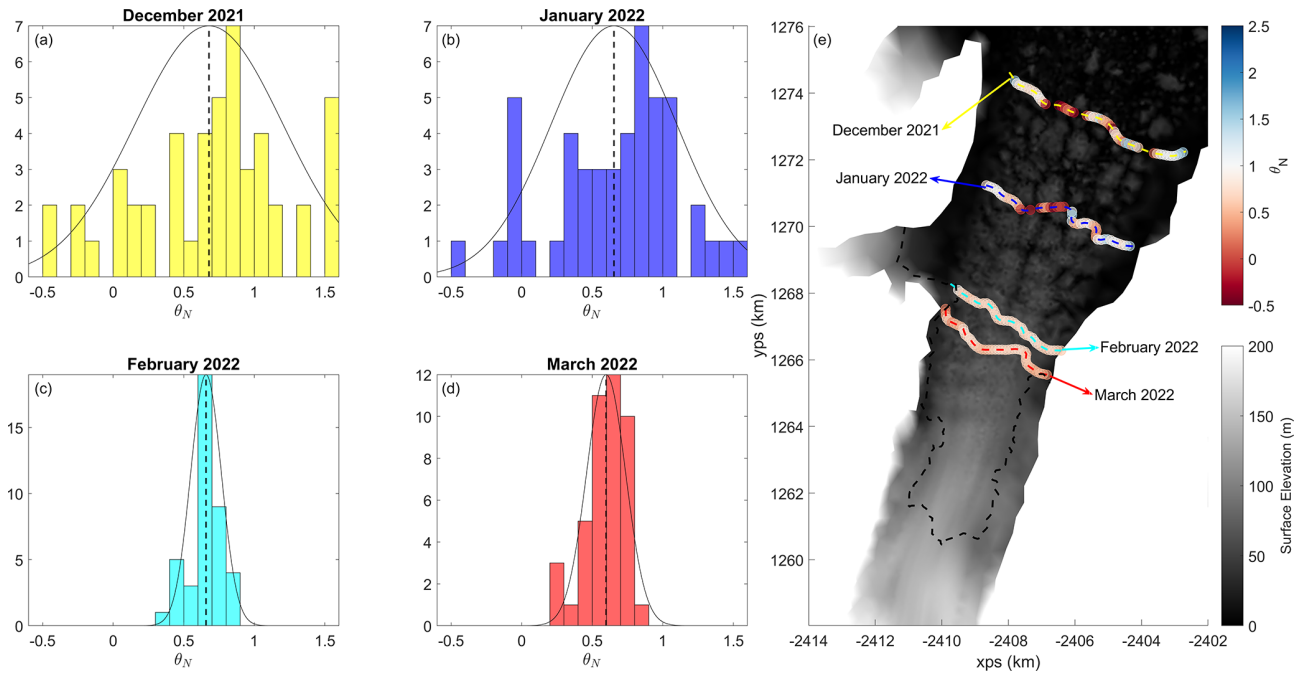 December 2021
(a)
7
6
5
4
3
2
1
0
-0.5 0 0.5 1 1.5
θN
January 2022
(b)
7
6
5
4
3
2
1
0
-0.5 0 0.5 1 1.5
θN
February 2022
(c)
15
10
5
0
-0.5 0 0.5 1 1.5
θN
March 2022
(d)
12
10
8
6
4
2
0
-0.5 0 0.5 1 1.5
θN
(e)
1276
1274
1272
1270
1268
1266
1264
1262
1260
yps (km)
-2414 -2412 -2410 -2408 -2406 -2404 -2402
xps (km)
December 2021
January 2022
February 2022
March 2022
2.5
2
1.5
1
0.5
0
-0.5
θN
200
150
100
50
0
Surface Elevation (m)